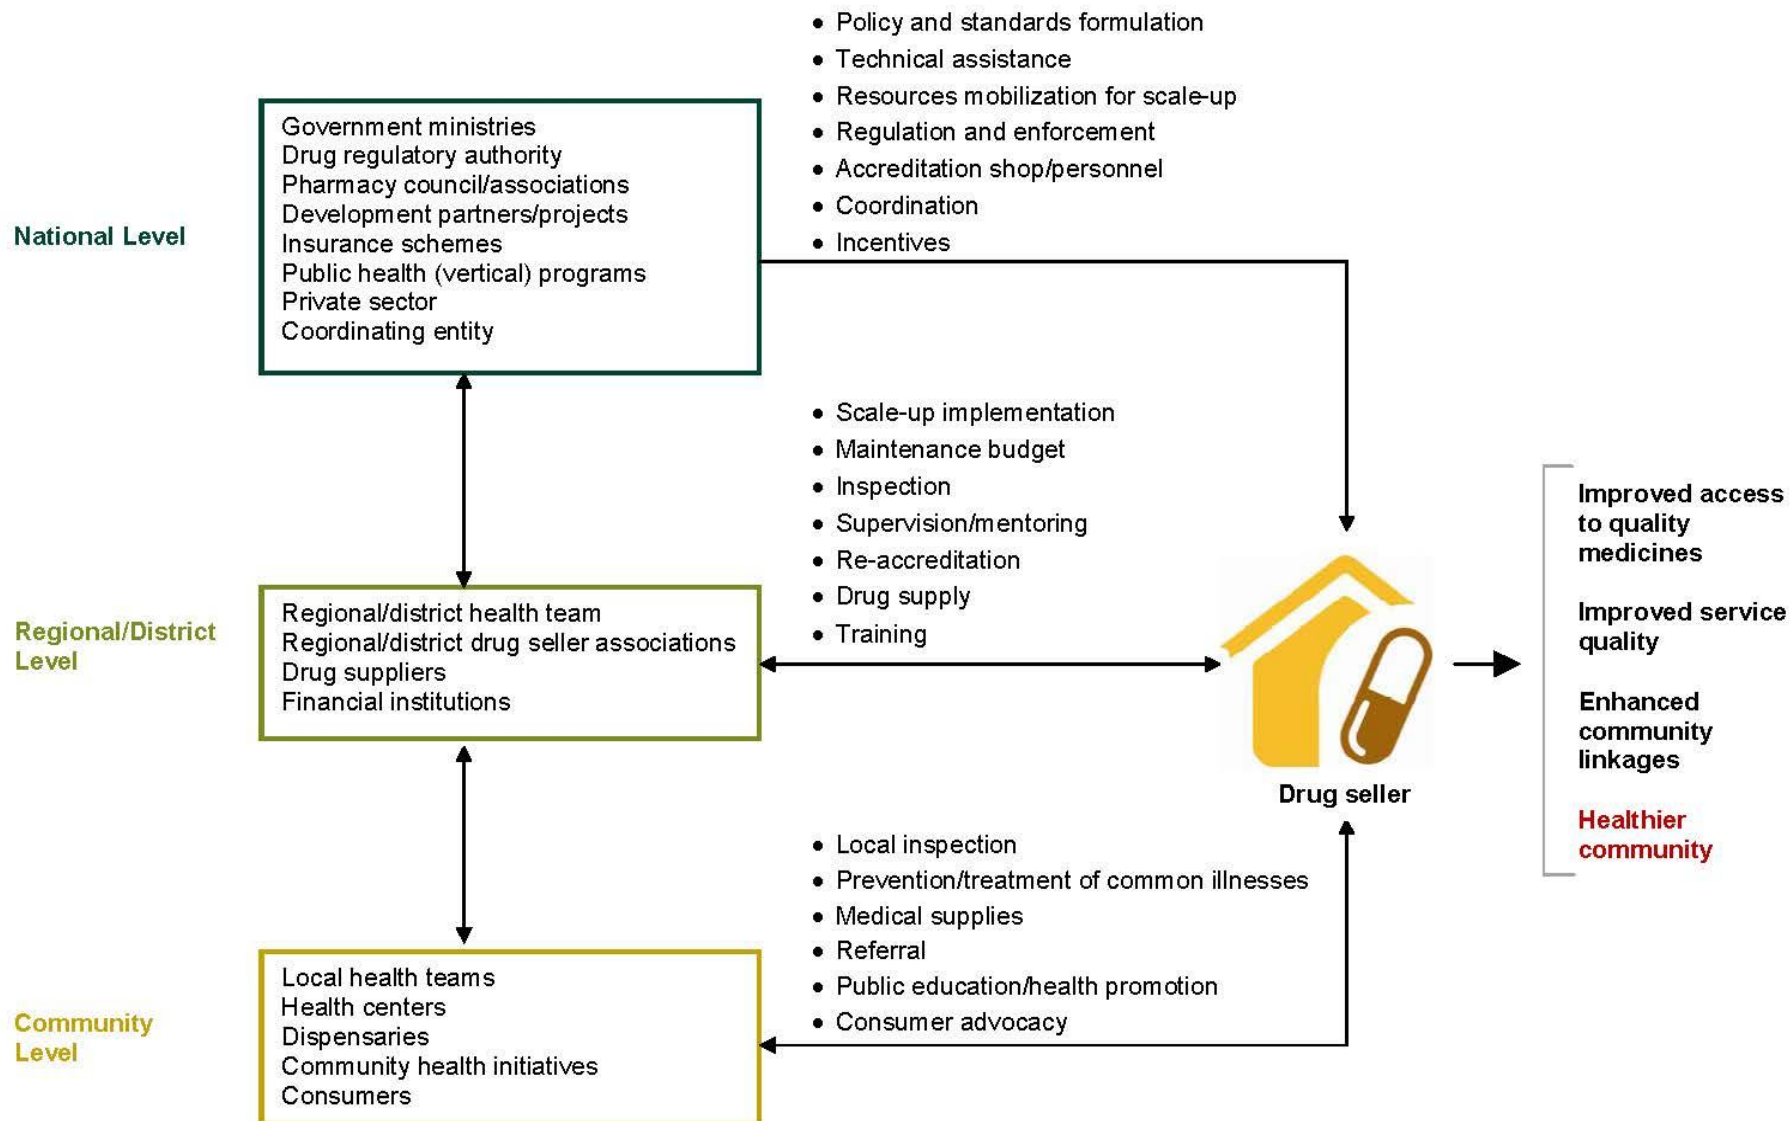 National Level
Government ministries
Drug regulatory authority
Pharmacy council/associations
Development partners/projects
Insurance schemes
Public health (vertical) programs
Private sector
Coordinating entity
• Policy and standards formulation
• Technical assistance
• Resources mobilization for scale-up
• Regulation and enforcement
• Accreditation shop/personnel
• Coordination
• Incentives
Regional/District
Level
Regional/district health team
Regional/district drug seller associations
Drug suppliers
Financial institutions
• Scale-up implementation
• Maintenance budget
• Inspection
• Supervision/mentoring
• Re-accreditation
• Drug supply
• Training
Community
Level
Local health teams
Health centers
Dispensaries
Community health initiatives
Consumers
• Local inspection
• Prevention/treatment of common illnesses
• Medical supplies
• Referral
• Public education/health promotion
• Consumer advocacy
Drug seller
Improved access
to quality
medicines
Improved service
quality
Enhanced
community
linkages
Healthier
community